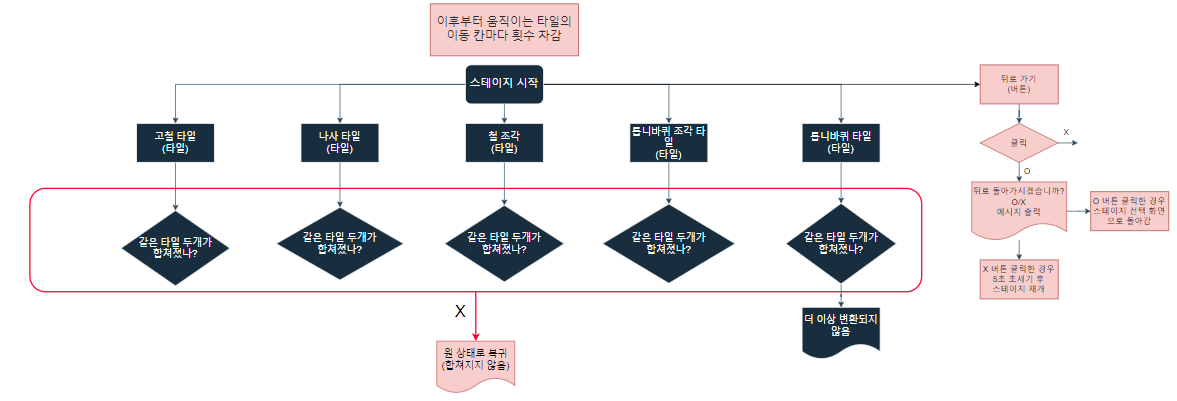 이후부터 움직이는 타일의
이동 칸마다 횟수 차감
스테이지 시작
뒤로 가기
(버튼)
고철 타일
(타일)
나사 타일
(타일)
철 조각
(타일)
톱니바퀴 조각 타
일
(타일)
톱니바퀴 타일
(타일)
클릭
X
O
뒤로 돌아가시겠습니까?
O/X
메시지 출력
O 버튼 클릭한 경우
스테이지 선택 화면
으로 돌아감
X 버튼 클릭한 경우
5초 초세기 후
스테이지 재개
같은 타일 두개가
합쳐졌나?
같은 타일 두개가
합쳐졌나?
같은 타일 두개가
합쳐졌나?
같은 타일 두개가
합쳐졌나?
같은 타일 두개가
합쳐졌나?
X
더 이상 변환되지
않음
원 상태로 복귀
(합쳐지지 않음)